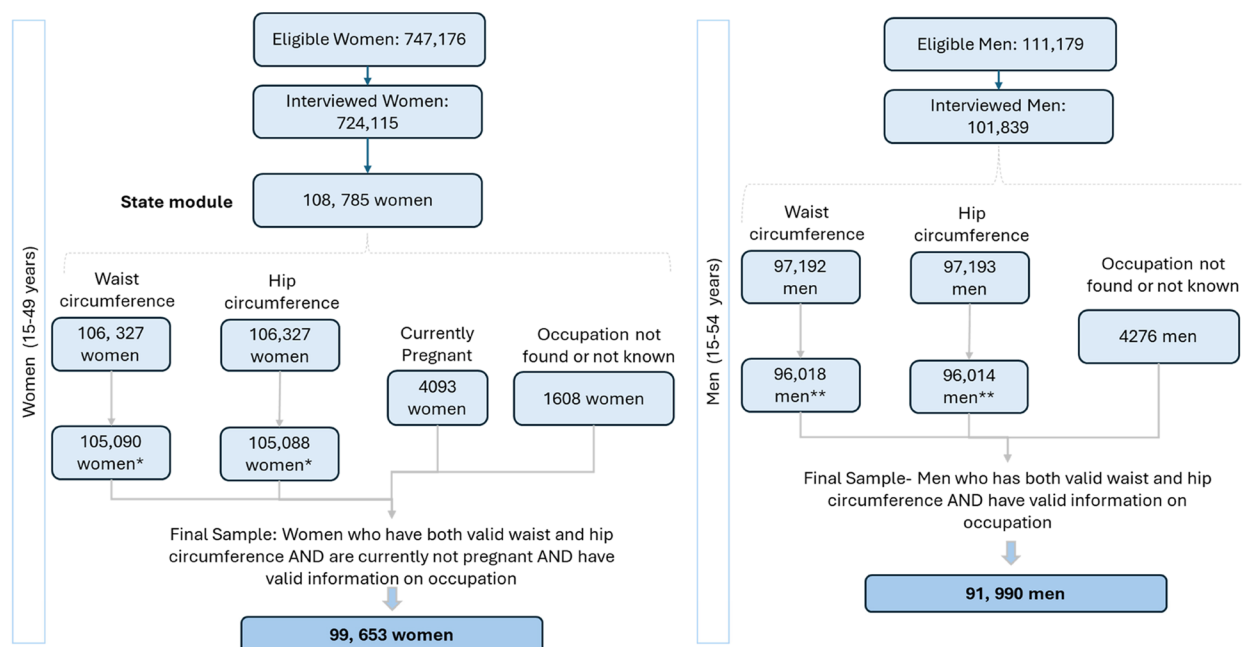 Women (15-49 years)
Eligible Women: 747,176
Interviewed Women:
724,115
State module
108, 785 women
Waist
circumference
106, 327
women
105,090
women*
Hip
circumference
106,327
women
105,088
women*
Currently
Pregnant
4093
women
Occupation not
found or not known
1608 women
Final Sample: Women who have both valid waist and hip
circumference AND are currently not pregnant AND have
valid information on occupation
99, 653 women
Men (15-54 years)
Eligible Men: 111,179
Interviewed Men:
101,839
Waist
circumference
97,192
men
96,018
men**
Hip
circumference
97,193
men
96,014
men**
Occupation not
found or not known
4276 men
Final Sample- Men who has both valid waist and hip
circumference AND have valid information on
occupation
91, 990 men